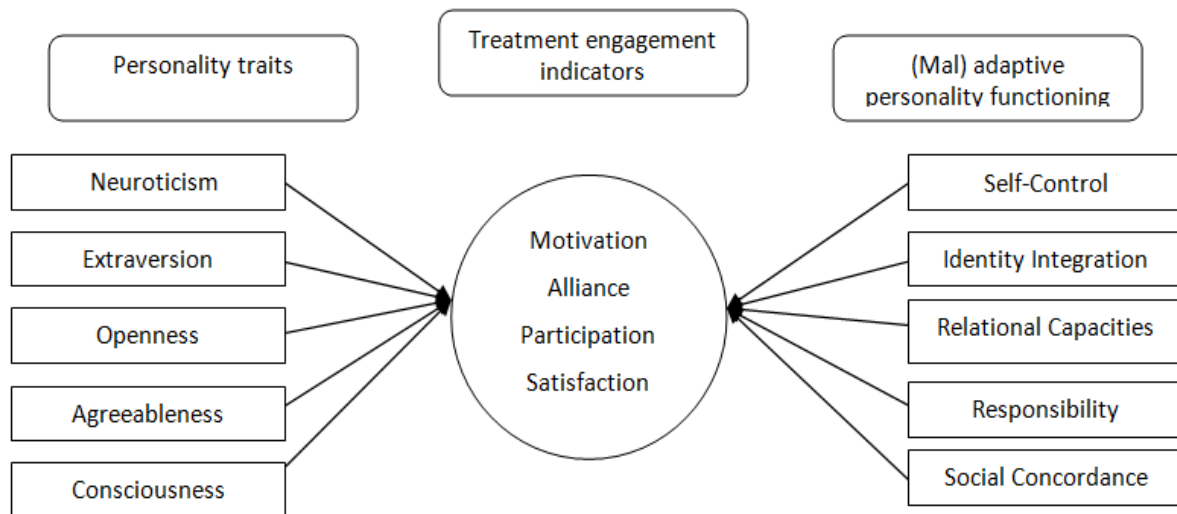 Personality traits
Treatment engagement
indicators
(Mal) adaptive
personality functioning
Neuroticism
Extraversion
Openness
Agreeableness
Consciousness
Motivation
Alliance
Participation
Satisfaction
Self-Control
Identity Integration
Relational Capacities
Responsibility
Social Concordance